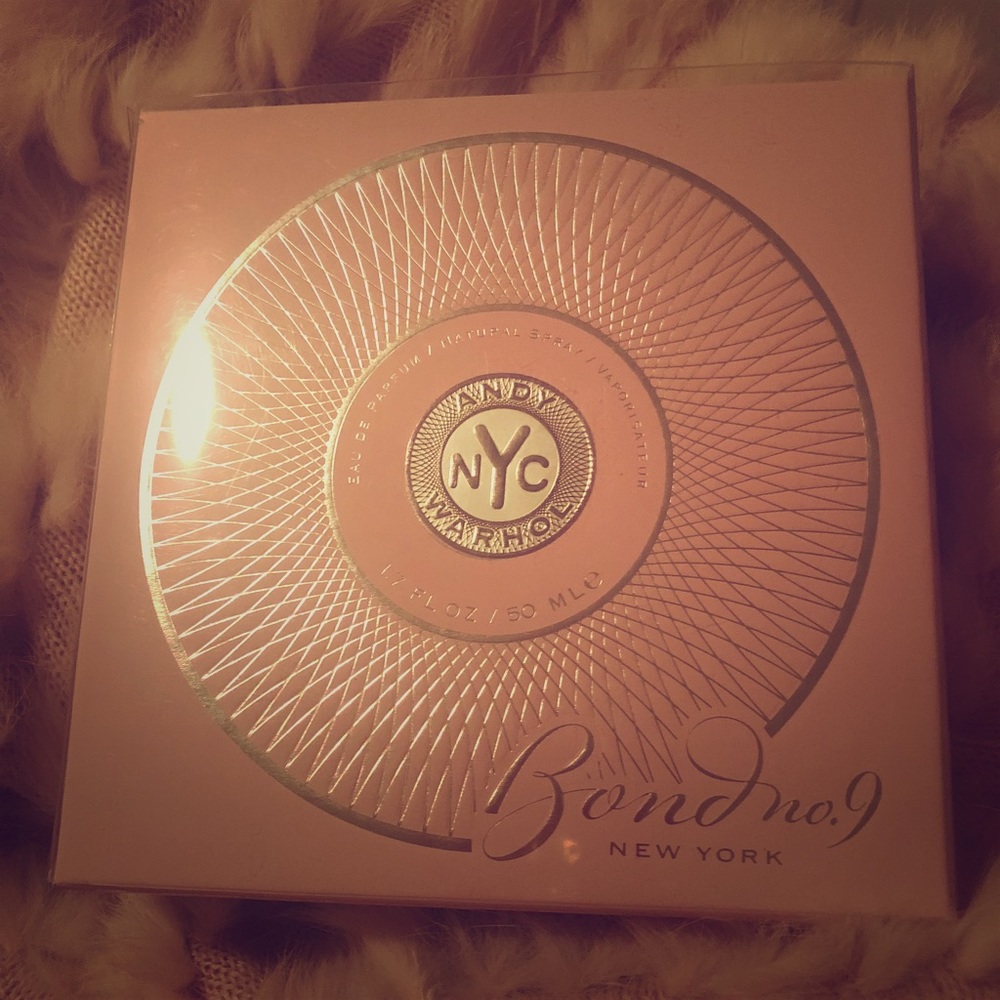 EAU DE PARFUM / NATURAL SPRAY / VAPORISATEUR
ANDY
NYC
WARHOL
1.7 FL OZ / 50 ML ℮
Bond no.9
NEW YORK